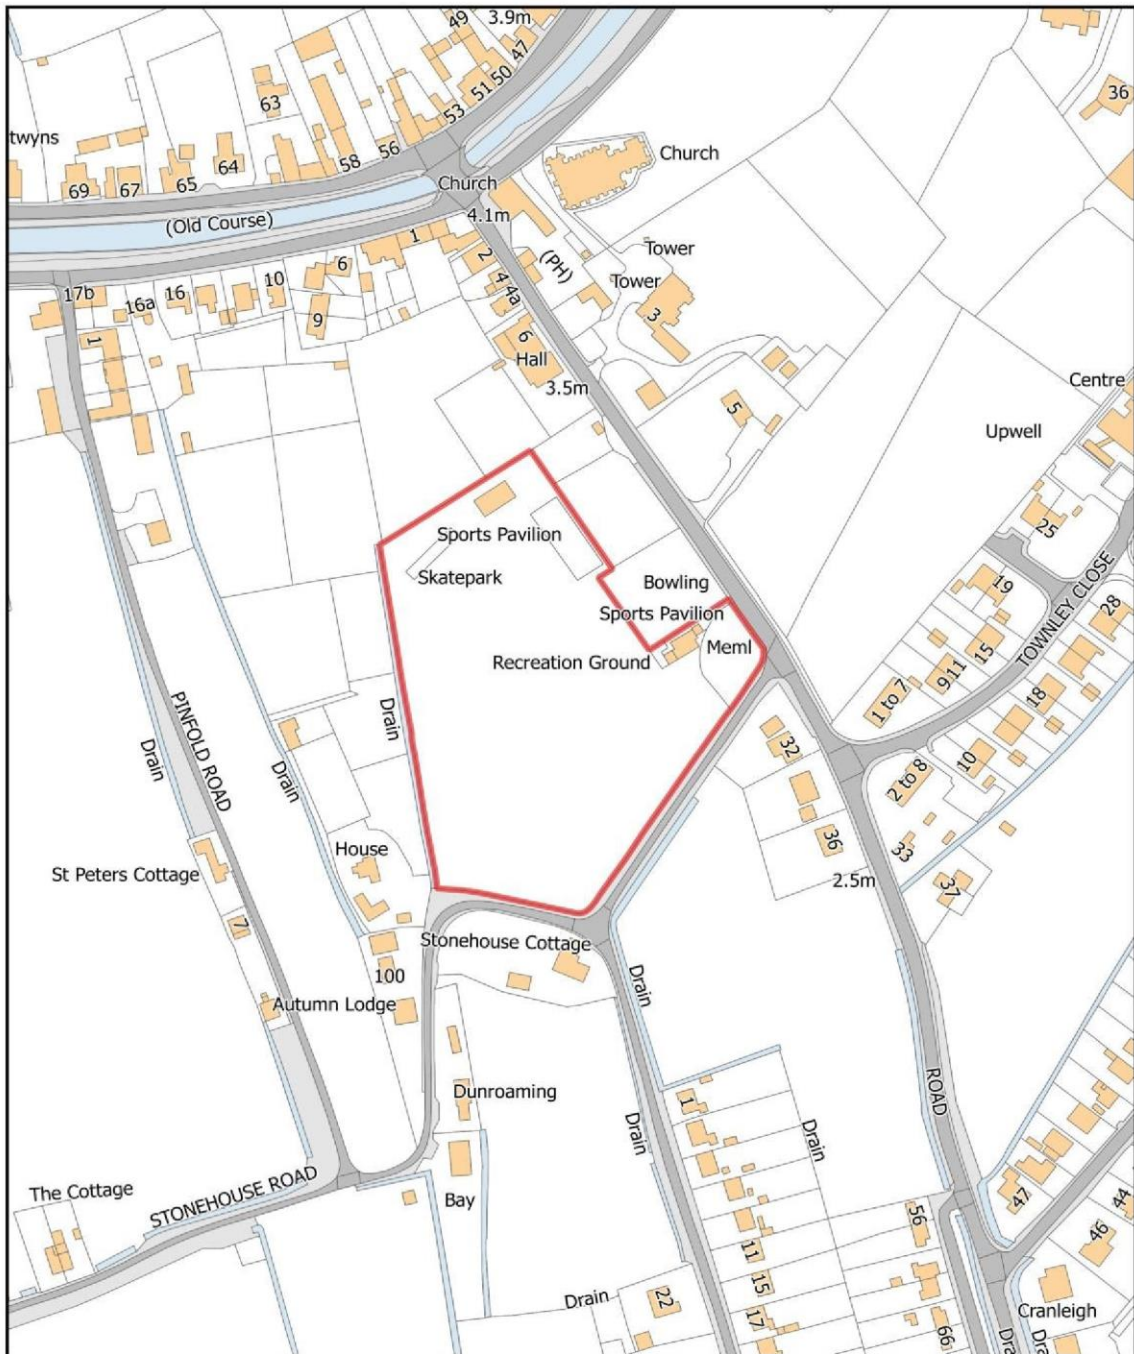 3.9m
49
47
50
51
53
36
63
twyns
56
58
64
65
67
69
Church
Church
4.1m
(Old Course)
1
2
(PH)
Tower
Tower
6
10
4
4a
3
17b
16a
16
9
1
6
Hall
3.5m
5
Centre
Upwell
25
Sports Pavilion
Skatepark
Bowling
19
Sports Pavilion
TOWNLEY CLOSE
28
Meml
Recreation Ground
15
9 11
1 to 7
18
PINFOLD ROAD
Drain
Drain
Drain
32
10
2 to 8
36
33
House
2.5m
37
St Peters Cottage
7
Stonehouse Cottage
100
Drain
Autumn Lodge
Dunroaming
ROAD
1
Drain
Drain
The Cottage
STONEHOUSE ROAD
Bay
47
44
56
46
11
15
Drain
22
17
66
Cranleigh
Dra
Dra